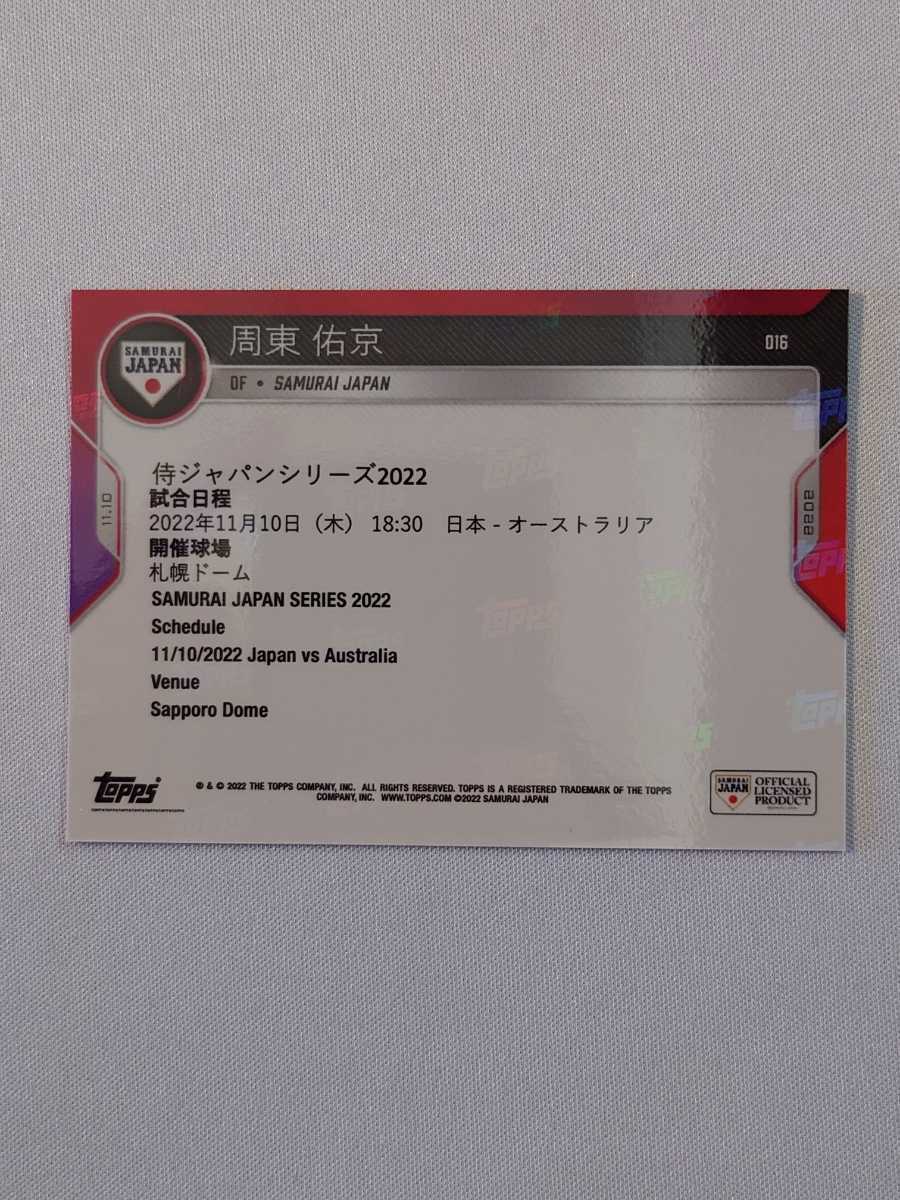 SAMURAI
JAPAN
周東 佑京
016
OF • SAMURAI JAPAN
11.10
2022
侍ジャパンシリーズ2022
試合日程
2022年11月10日（木） 18:30　日本 - オーストラリア
開催球場
札幌ドーム
SAMURAI JAPAN SERIES 2022
Schedule
11/10/2022 Japan vs Australia
Venue
Sapporo Dome
Topps
® & © 2022 THE TOPPS COMPANY, INC. ALL RIGHTS RESERVED. TOPPS IS A REGISTERED TRADEMARK OF THE TOPPS
COMPANY, INC. WWW.TOPPS.COM ©2022 SAMURAI JAPAN
SAMURAI
JAPAN
OFFICIAL
LICENSED
PRODUCT